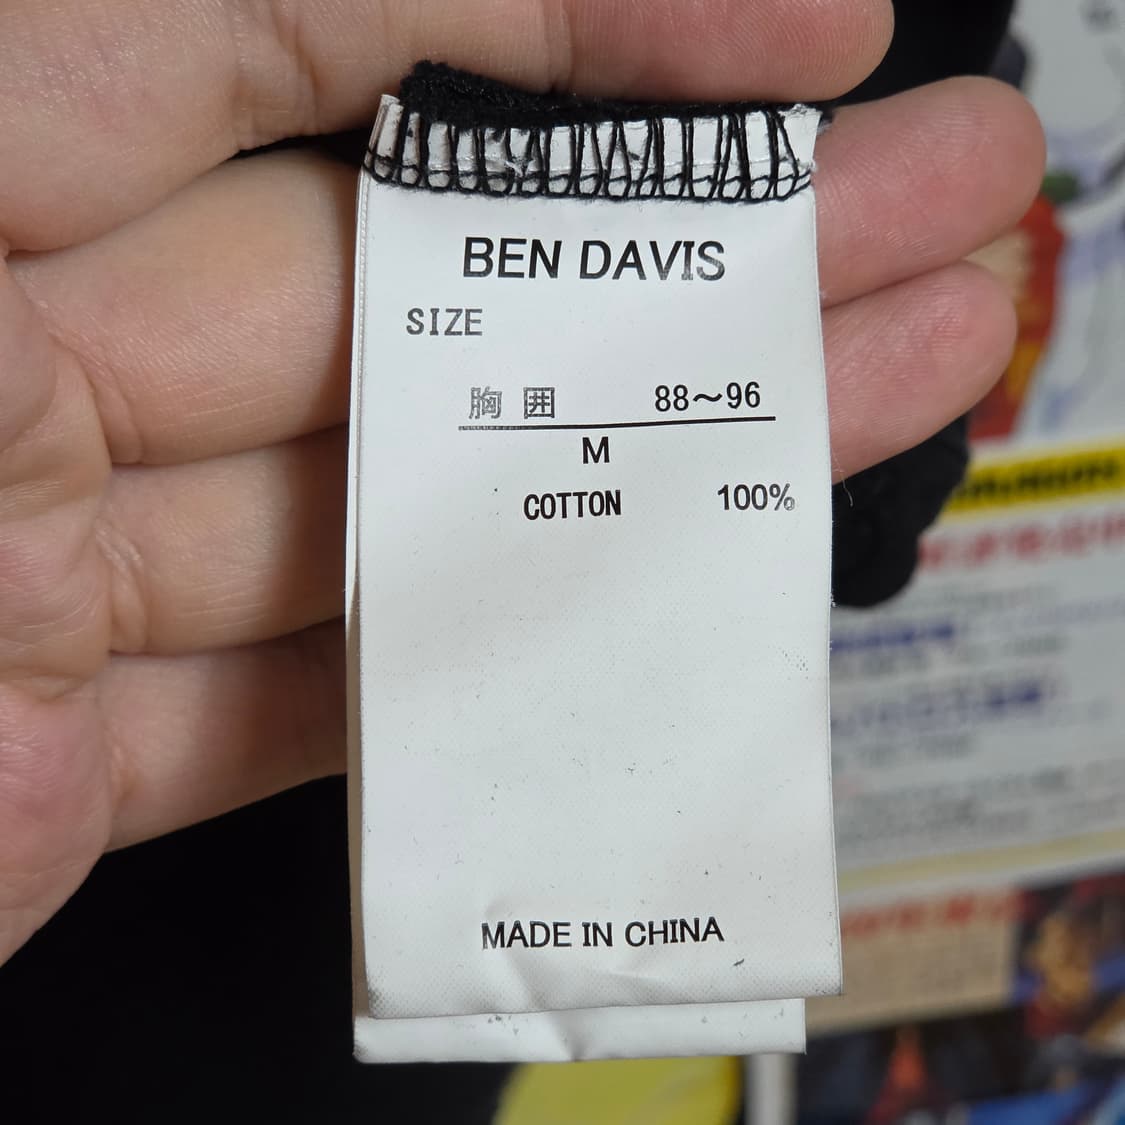 BEN DAVIS
SIZE
胸囲 88～96
M
COTTON 100%
MADE IN CHINA